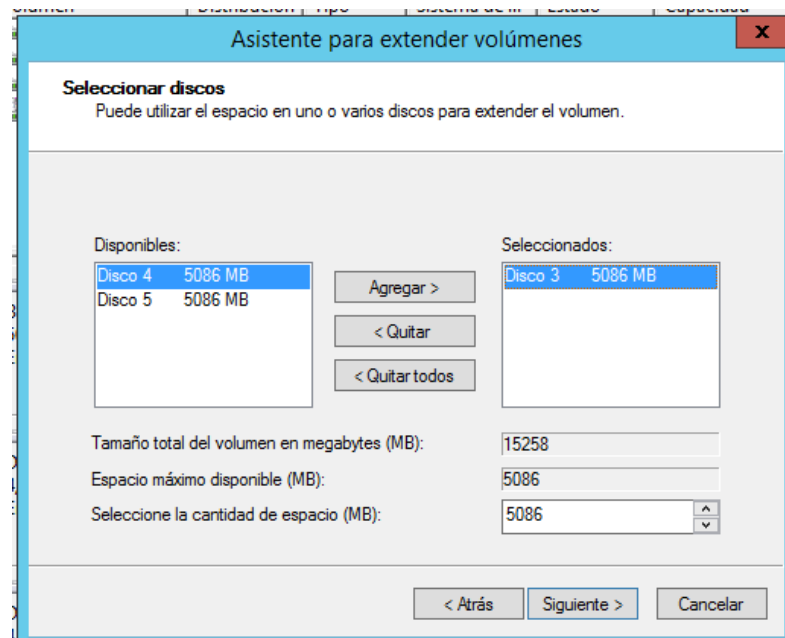 Asistente para extender volúmenes
x
Seleccionar discos
Puede utilizar el espacio en uno o varios discos para extender el volumen.
Disponibles:
Seleccionados:
Disco 4 5086 MB
Disco 5 5086 MB
Agregar >
< Quitar
< Quitar todos
Disco 3 5086 MB
Tamaño total del volumen en megabytes (MB): 15258
Espacio máximo disponible (MB): 5086
Seleccione la cantidad de espacio (MB): 5086
< Atrás Siguiente > Cancelar